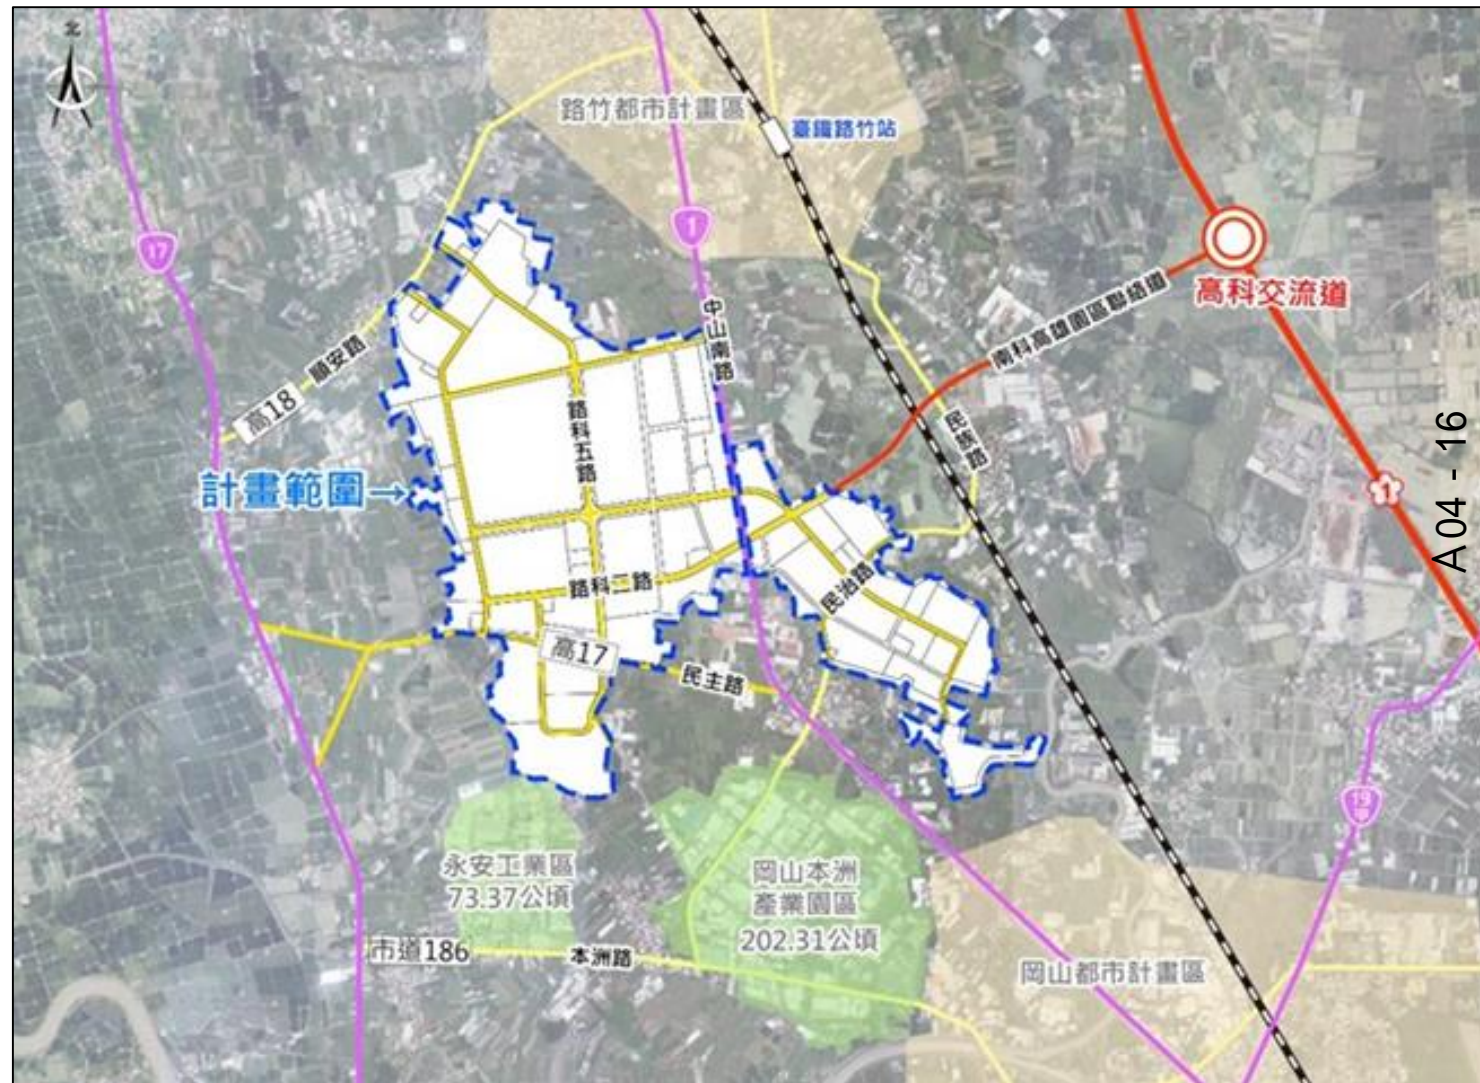 北
路竹都市計畫區
臺鐵路竹站
1
17
高科交流道
南科高雄園區聯絡道
中山南路
順安路
高18
路科五路
民族路
A04 - 16
1
計畫範圍→
路科二路
民治路
高17
民主路
19甲
永安工業區
73.37公頃
岡山本洲
產業園區
202.31公頃
市道186
本洲路
岡山都市計畫區